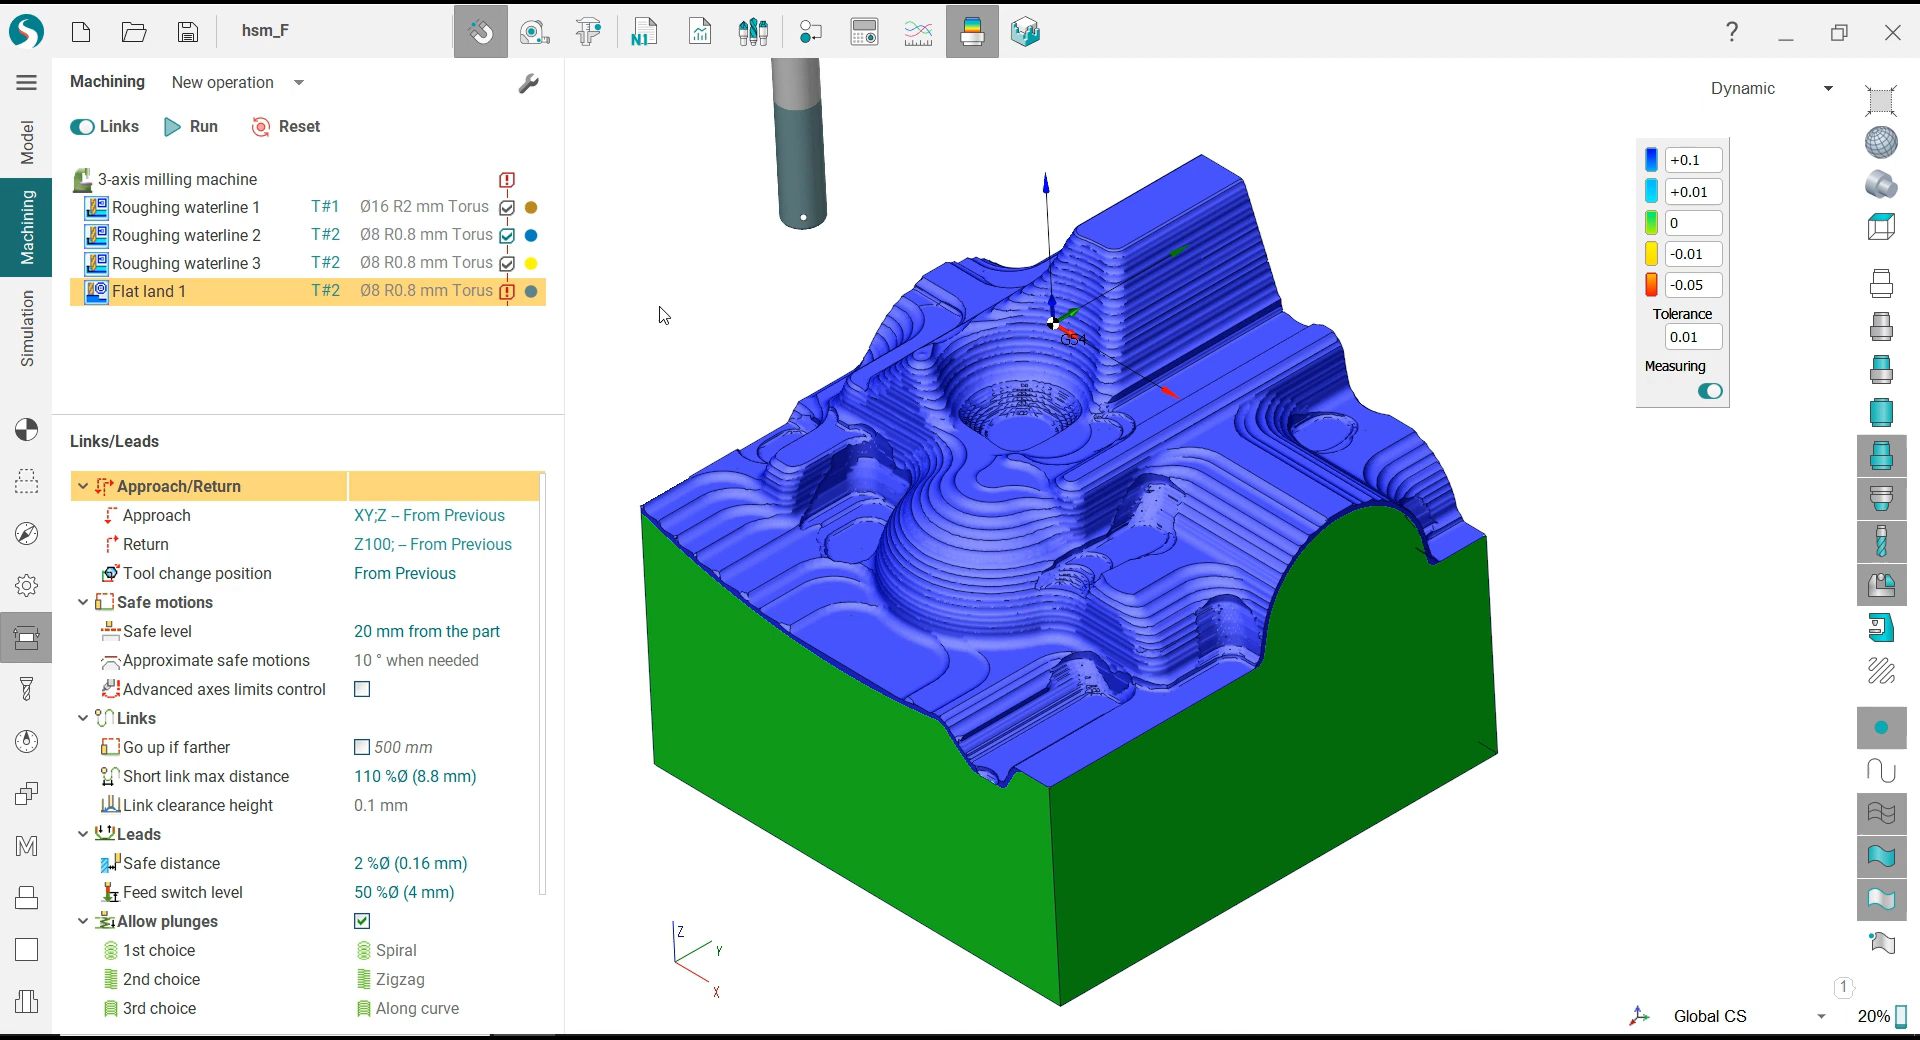 hsm_F
N1
?
Machining New operation
Links Run Reset
Model
Machining
Simulation
3-axis milling machine
Roughing waterline 1 T#1 Ø16 R2 mm Torus
Roughing waterline 2 T#2 Ø8 R0.8 mm Torus
Roughing waterline 3 T#2 Ø8 R0.8 mm Torus
Flat land 1 T#2 Ø8 R0.8 mm Torus
Links/Leads
Approach/Return
Approach XY;Z – From Previous
Return Z100; – From Previous
Tool change position From Previous
Safe motions
Safe level 20 mm from the part
Approximate safe motions 10 ° when needed
Advanced axes limits control
Links
Go up if farther 500 mm
Short link max distance 110 %Ø (8.8 mm)
Link clearance height 0.1 mm
Leads
Safe distance 2 %Ø (0.16 mm)
Feed switch level 50 %Ø (4 mm)
Allow plunges
1st choice Spiral
2nd choice Zigzag
3rd choice Along curve
G54
Z
Y
X
Dynamic
+0.1
+0.01
0
-0.01
-0.05
Tolerance
0.01
Measuring
1
Global CS 20%